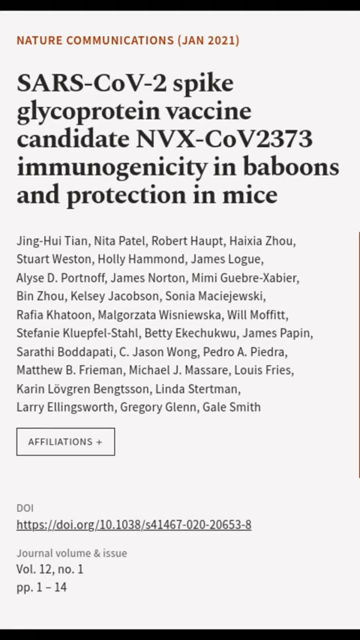 NATURE COMMUNICATIONS (JAN 2021)
SARS-CoV-2 spike
glycoprotein vaccine
candidate NVX-CoV2373
immunogenicity in baboons
and protection in mice
Jing-Hui Tian, Nita Patel, Robert Haupt, Haixia Zhou,
Stuart Weston, Holly Hammond, James Logue,
Alyse D. Portnoff, James Norton, Mimi Guebre-Xabier,
Bin Zhou, Kelsey Jacobson, Sonia Maciejewski,
Rafia Khatoon, Malgorzata Wisniewska, Will Moffitt,
Stefanie Kluepfel-Stahl, Betty Ekechukwu, James Papin,
Sarathi Boddapati, C. Jason Wong, Pedro A. Piedra,
Matthew B. Frieman, Michael J. Massare, Louis Fries,
Karin Lövgren Bengtsson, Linda Stertman,
Larry Ellingsworth, Gregory Glenn, Gale Smith
AFFILIATIONS +
DOI
https://doi.org/10.1038/s41467-020-20653-8
Journal volume & issue
Vol. 12, no. 1
pp. 1 – 14